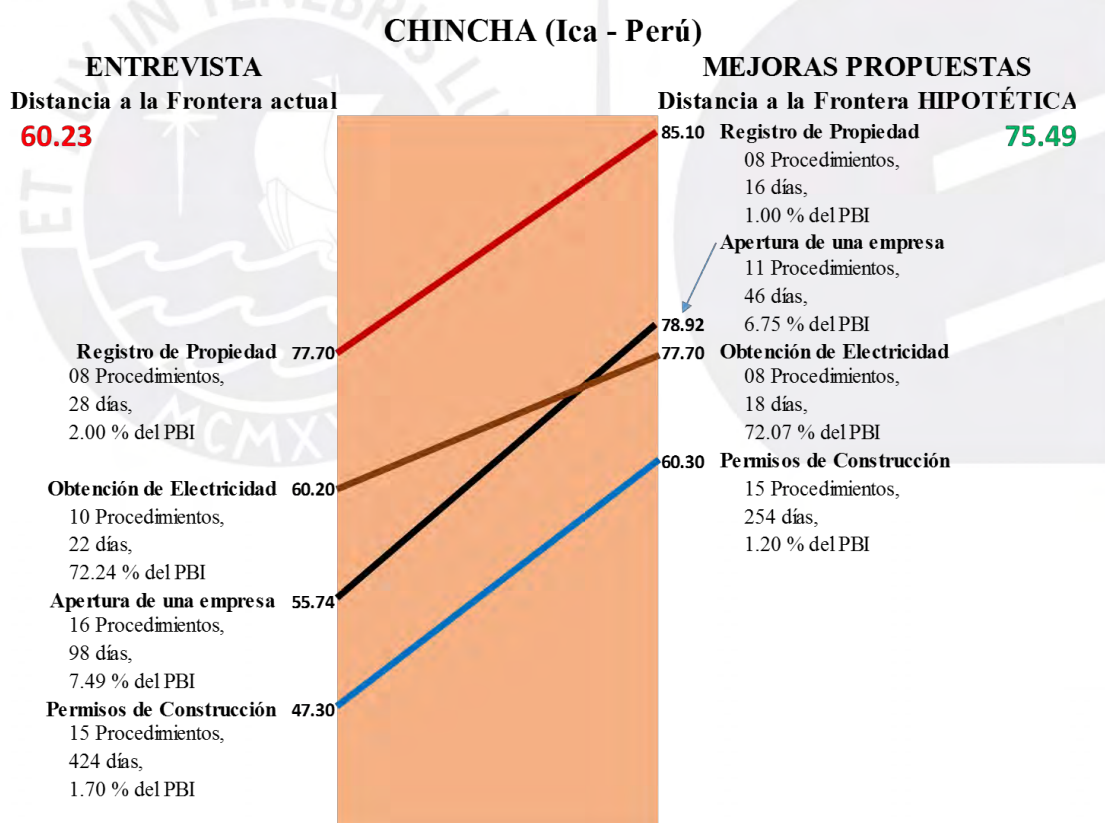 CHINCHA (Ica - Perú)
ENTREVISTA
Distancia a la Frontera actual
60.23
Registro de Propiedad 77.70
08 Procedimientos,
28 días,
2.00 % del PBI
Obtención de Electricidad 60.20
10 Procedimientos,
22 días,
72.24 % del PBI
Apertura de una empresa 55.74
16 Procedimientos,
98 días,
7.49 % del PBI
Permisos de Construcción 47.30
15 Procedimientos,
424 días,
1.70 % del PBI
MEJORAS PROPUESTAS
Distancia a la Frontera HIPOTÉTICA
75.49
85.10 Registro de Propiedad
08 Procedimientos,
16 días,
1.00 % del PBI
Apertura de una empresa
11 Procedimientos,
46 días,
78.92 6.75 % del PBI
77.70 Obtención de Electricidad
08 Procedimientos,
18 días,
72.07 % del PBI
60.30 Permisos de Construcción
15 Procedimientos,
254 días,
1.20 % del PBI